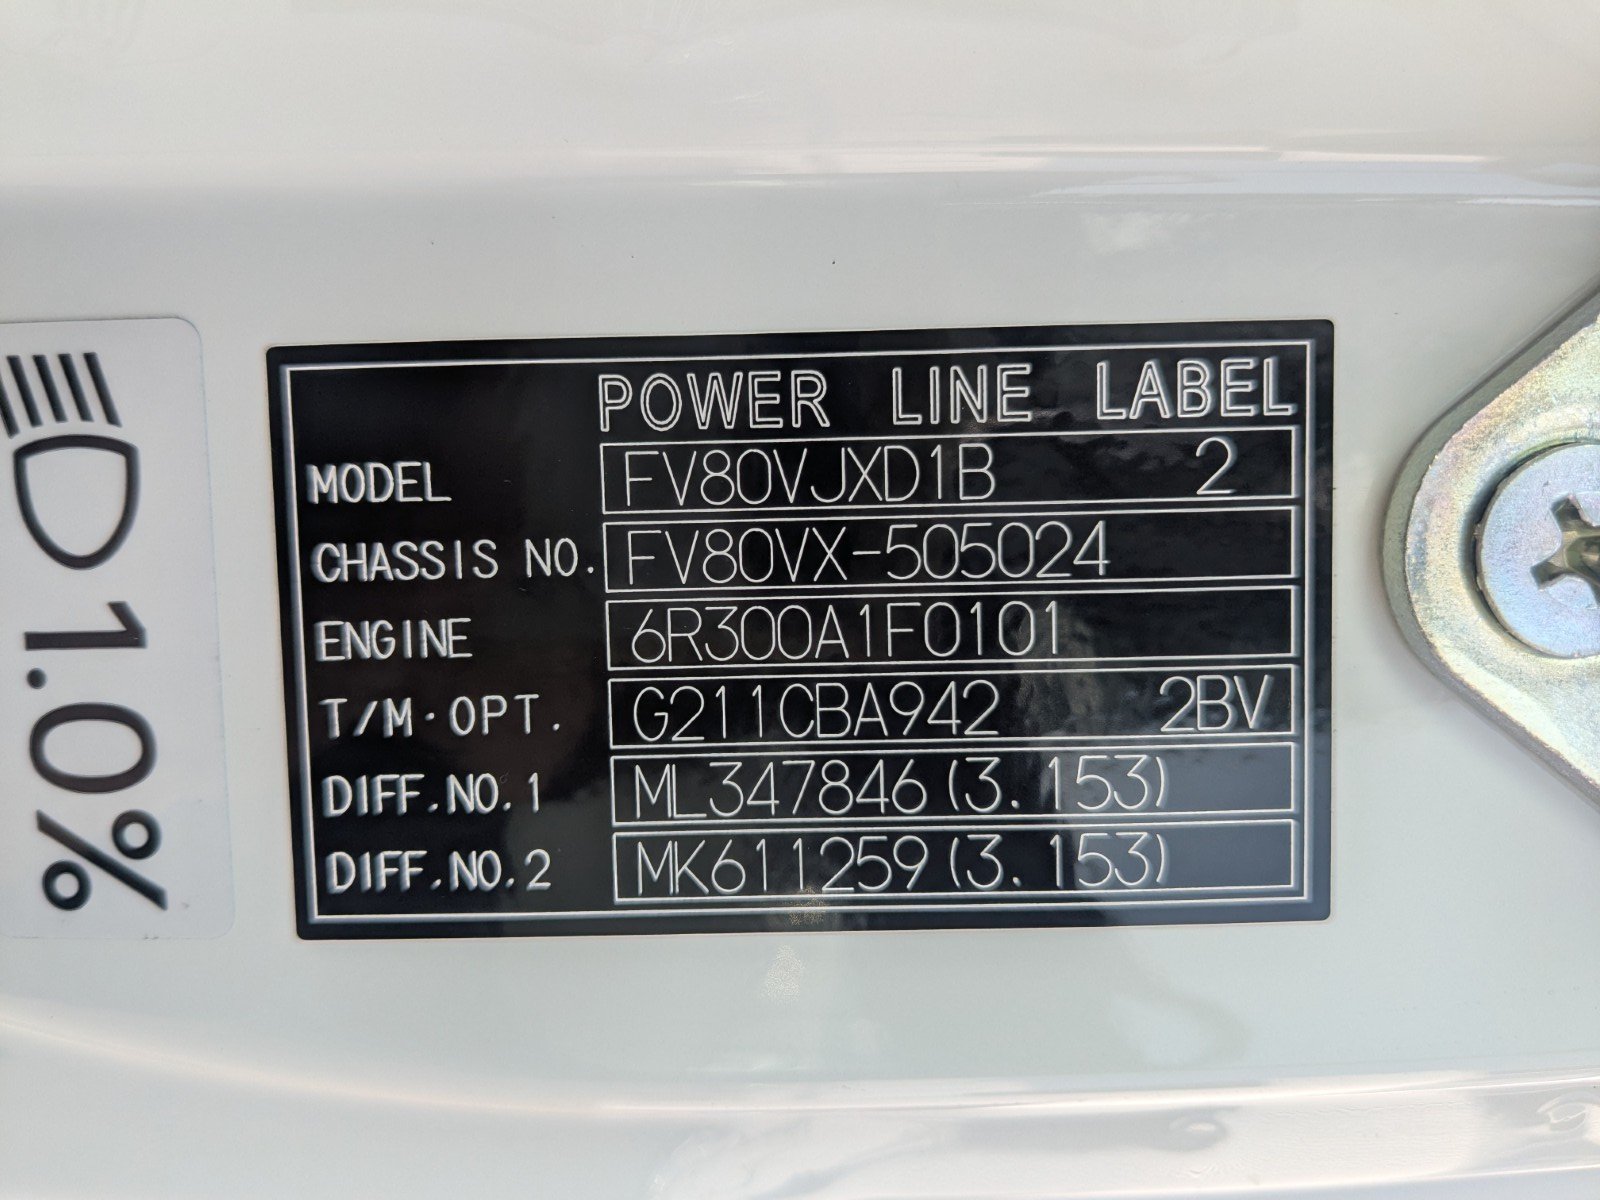 POWER LINE LABEL
MODEL FV80VJXD1B 2
CHASSIS NO. FV80VX-505024
ENGINE 6R300A1F0101
T/M·OPT. G211CBA942 2BV
DIFF.NO.1 ML347846(3.153)
DIFF.NO.2 MK611259(3.153)
1.0%